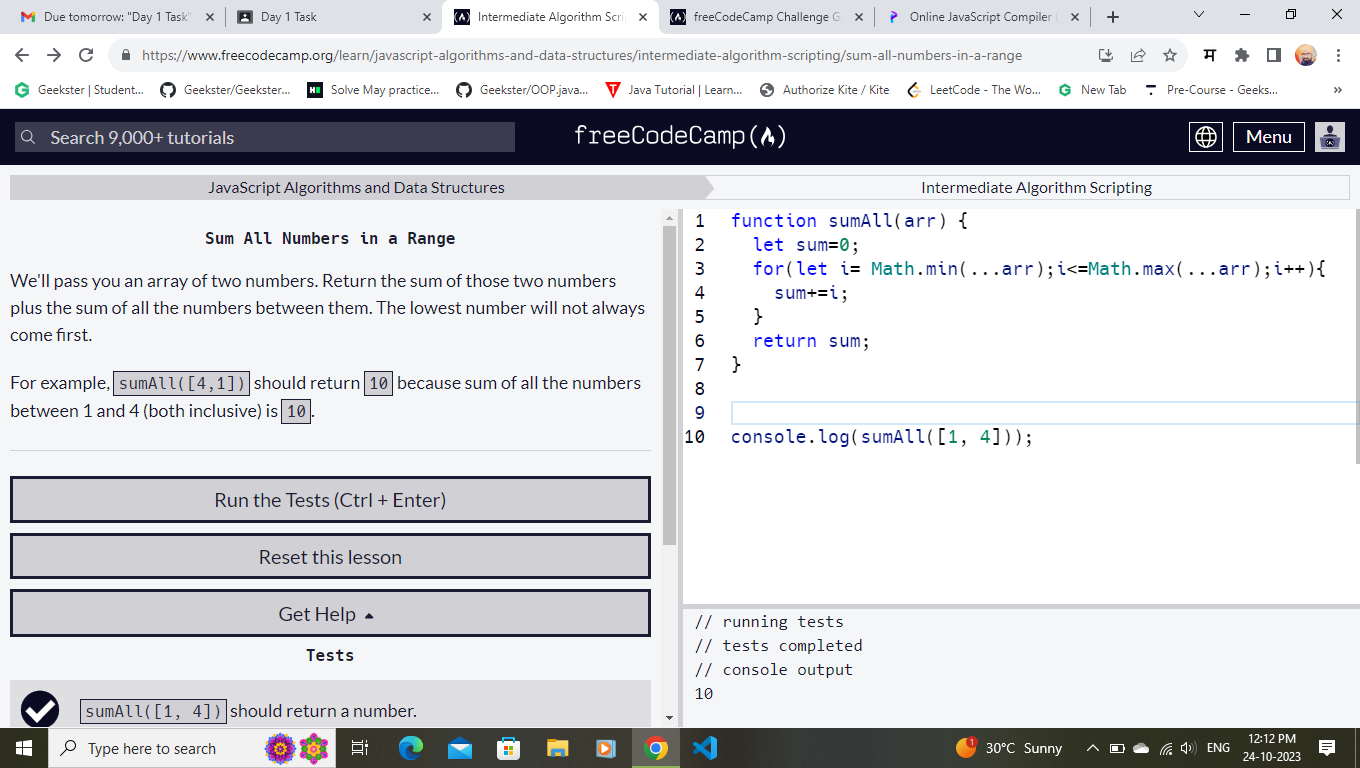 Due tomorrow: "Day 1 Task"
Day 1 Task
Intermediate Algorithm Scri
freeCodeCamp Challenge G
Online JavaScript Compiler (
https://www.freecodecamp.org/learn/javascript-algorithms-and-data-structures/intermediate-algorithm-scripting/sum-all-numbers-in-a-range
म
Geekster | Student...
Geekster/Geekster...
Solve May practice...
Geekster/OOP.java...
Java Tutorial | Learn...
Authorize Kite / Kite
LeetCode - The Wo...
New Tab
Pre-Course - Geeks...
»
Search 9,000+ tutorials
freeCodeCamp
Menu
JavaScript Algorithms and Data Structures
Intermediate Algorithm Scripting
Sum All Numbers in a Range
We'll pass you an array of two numbers. Return the sum of those two numbers
plus the sum of all the numbers between them. The lowest number will not always
come first.
For example, sumAll([4,1]) should return 10 because sum of all the numbers
between 1 and 4 (both inclusive) is 10.
Run the Tests (Ctrl + Enter)
Reset this lesson
Get Help
Tests
sumAll([1, 4]) should return a number.
1 function sumAll(arr) {
2 let sum=0;
3 for(let i= Math.min(...arr);i<=Math.max(...arr);i++){
4 sum+=i;
5 }
6 return sum;
7 }
8
9
10 console.log(sumAll([1, 4]));
// running tests
// tests completed
// console output
10
Type here to search
1
30°C Sunny
ENG
12:12 PM
24-10-2023